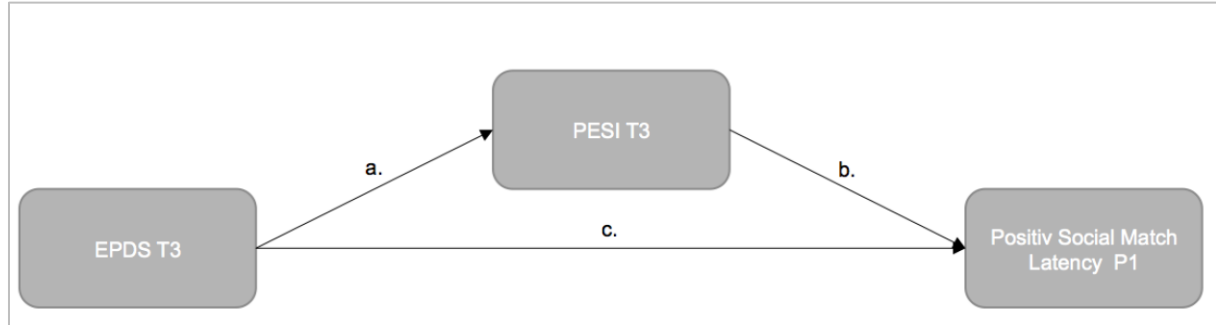 PESI T3
a.
b.
EPDS T3
c.
Positiv Social Match
Latency P1